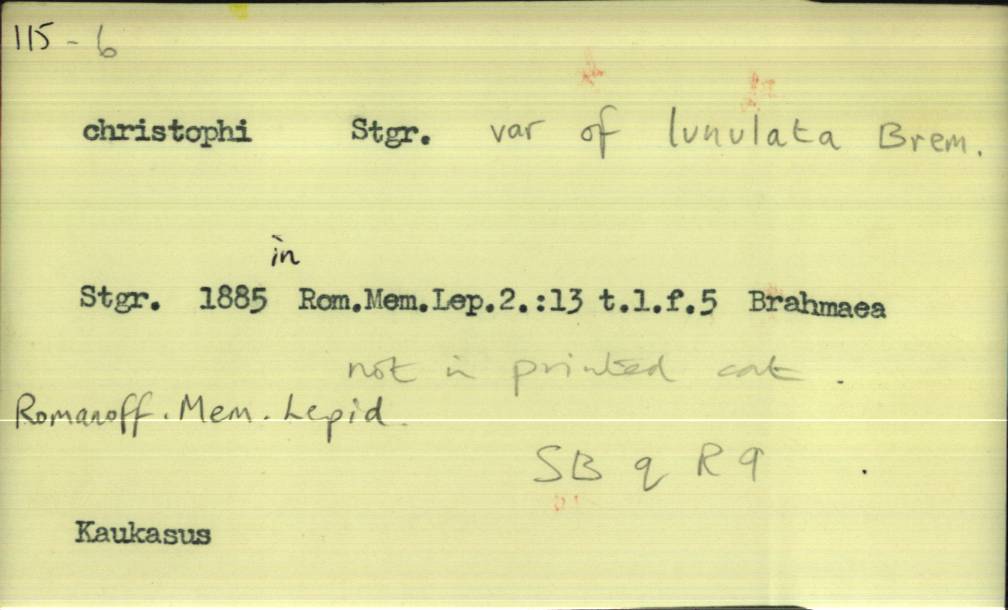 115-6
christophi Stgr. var of lunulata Brem.
in
Stgr. 1885 Rom.Mem.Lep.2.:13 t.1.f.5 Brahmaea
not in printed cat.
Romanoff. Mem. Lepid.
SB q R 9
Kaukasus